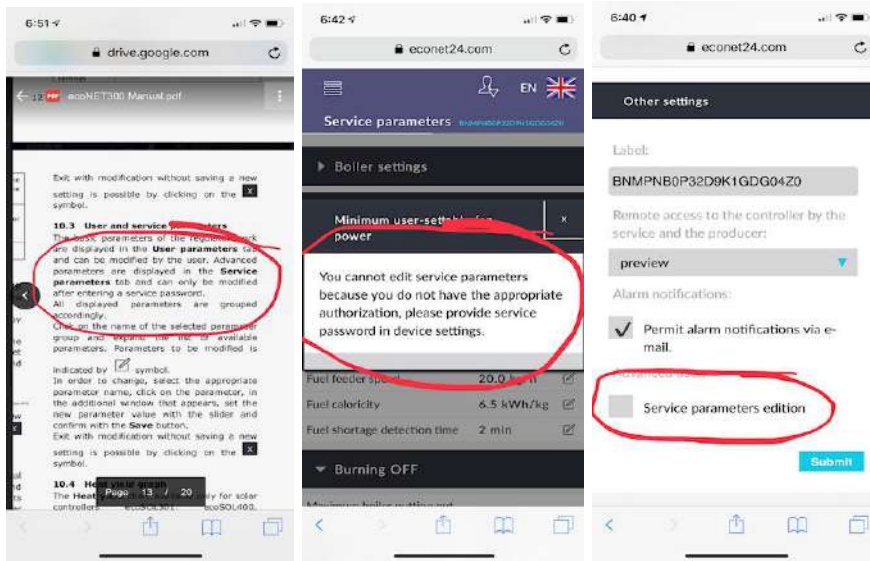 6:51
drive.google.com
ecoNET300 Manual.pdf
Exit with modification without saving a new
setting is possible by clicking on the X
symbol.
10.3 User and service parameters
The basic parameters of the
are displayed in the User parameters
and can be modified by the user. Advanced
parameters are displayed in the Service
parameters tab and can only be modified
after entering a service password.
All displayed parameters are grouped
accordingly.
Click on the name of the selected parameter
group and expand the list of available
parameters. Parameters to be modified is
indicated by symbol.
In order to change, select the appropriate
parameter name, click on the parameter, in
the additional window that appears, set the
new parameter value with the slider and
confirm with the Save button.
Exit with modification without saving a new
setting is possible by clicking on the X
symbol.
10.4 Heat yield graph
The Heat only for solar
controllers ecoSOL301, ecoSOL400,
Page 13 / 20
6:42
econet24.com
EN
Service parameters
Boiler settings
Minimum user-settable
power
x
You cannot edit service parameters
because you do not have the appropriate
authorization, please provide service
password in device settings.
Fuel feeder speed 20.0 kg/h
Fuel caloricity 6.5 kWh/kg
Fuel shortage detection time 2 min
Burning OFF
6:40
econet24.com
Other settings
Label:
BNMPNB0P32D9K1GDG04Z0
Remote access to the controller by the
service and the producer:
preview
Alarm notifications:
Permit alarm notifications via e-
mail.
Service parameters edition
Submit